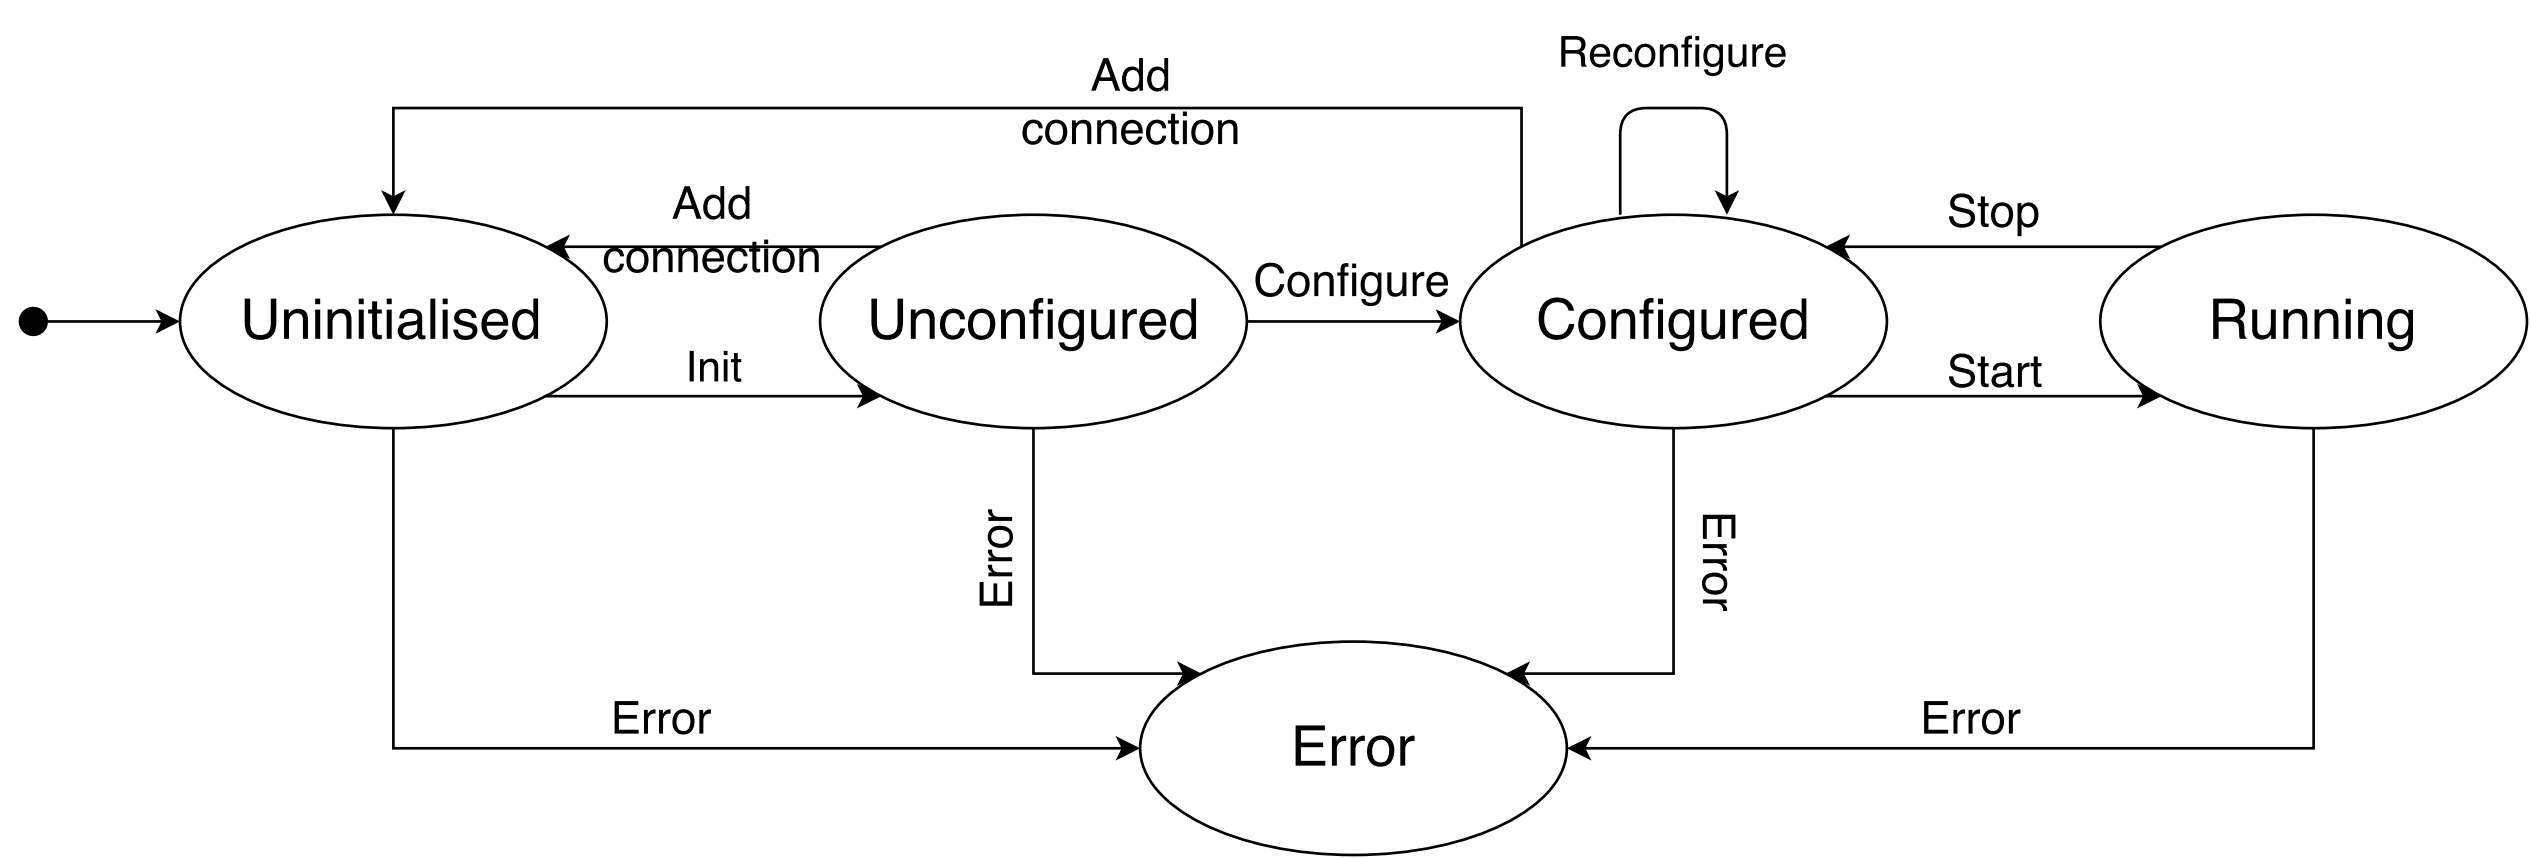 Reconfigure
Add
connection
Add
connection
Stop
Configure
Uninitialised
Unconfigured
Configured
Running
Init
Start
Error
Error
Error
Error
Error